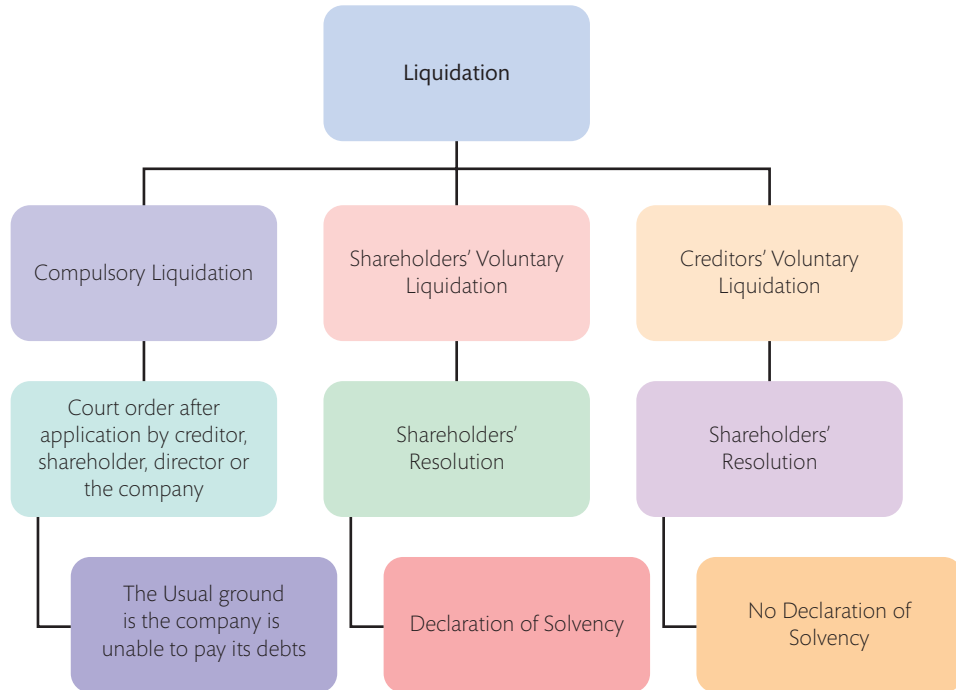 Liquidation
Compulsory Liquidation
Shareholders’ Voluntary
Liquidation
Creditors’ Voluntary
Liquidation
Court order after
application by creditor,
shareholder, director or
the company
Shareholders’
Resolution
Shareholders’
Resolution
The Usual ground
is the company is
unable to pay its debts
Declaration of Solvency
No Declaration of
Solvency